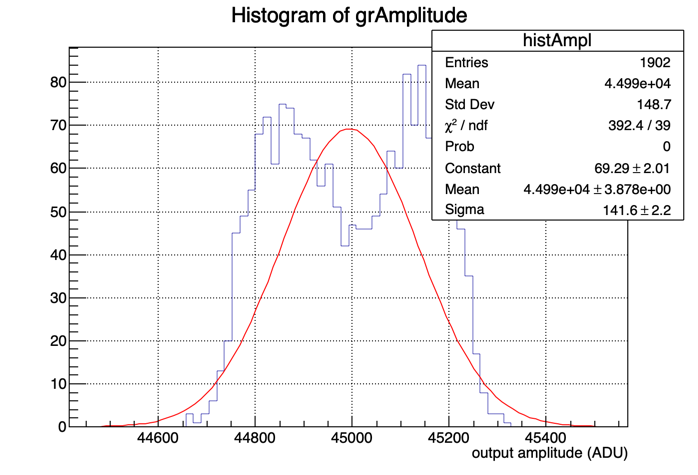 Histogram of grAmplitude
histAmpl
Entries 1902
Mean 4.499e+04
Std Dev 148.7
χ² / ndf 392.4 / 39
Prob 0
Constant 69.29 ± 2.01
Mean 4.499e+04 ± 3.878e+00
Sigma 141.6 ± 2.2
80
70
60
50
40
30
20
10
0
44600 44800 45000 45200 45400
output amplitude (ADU)